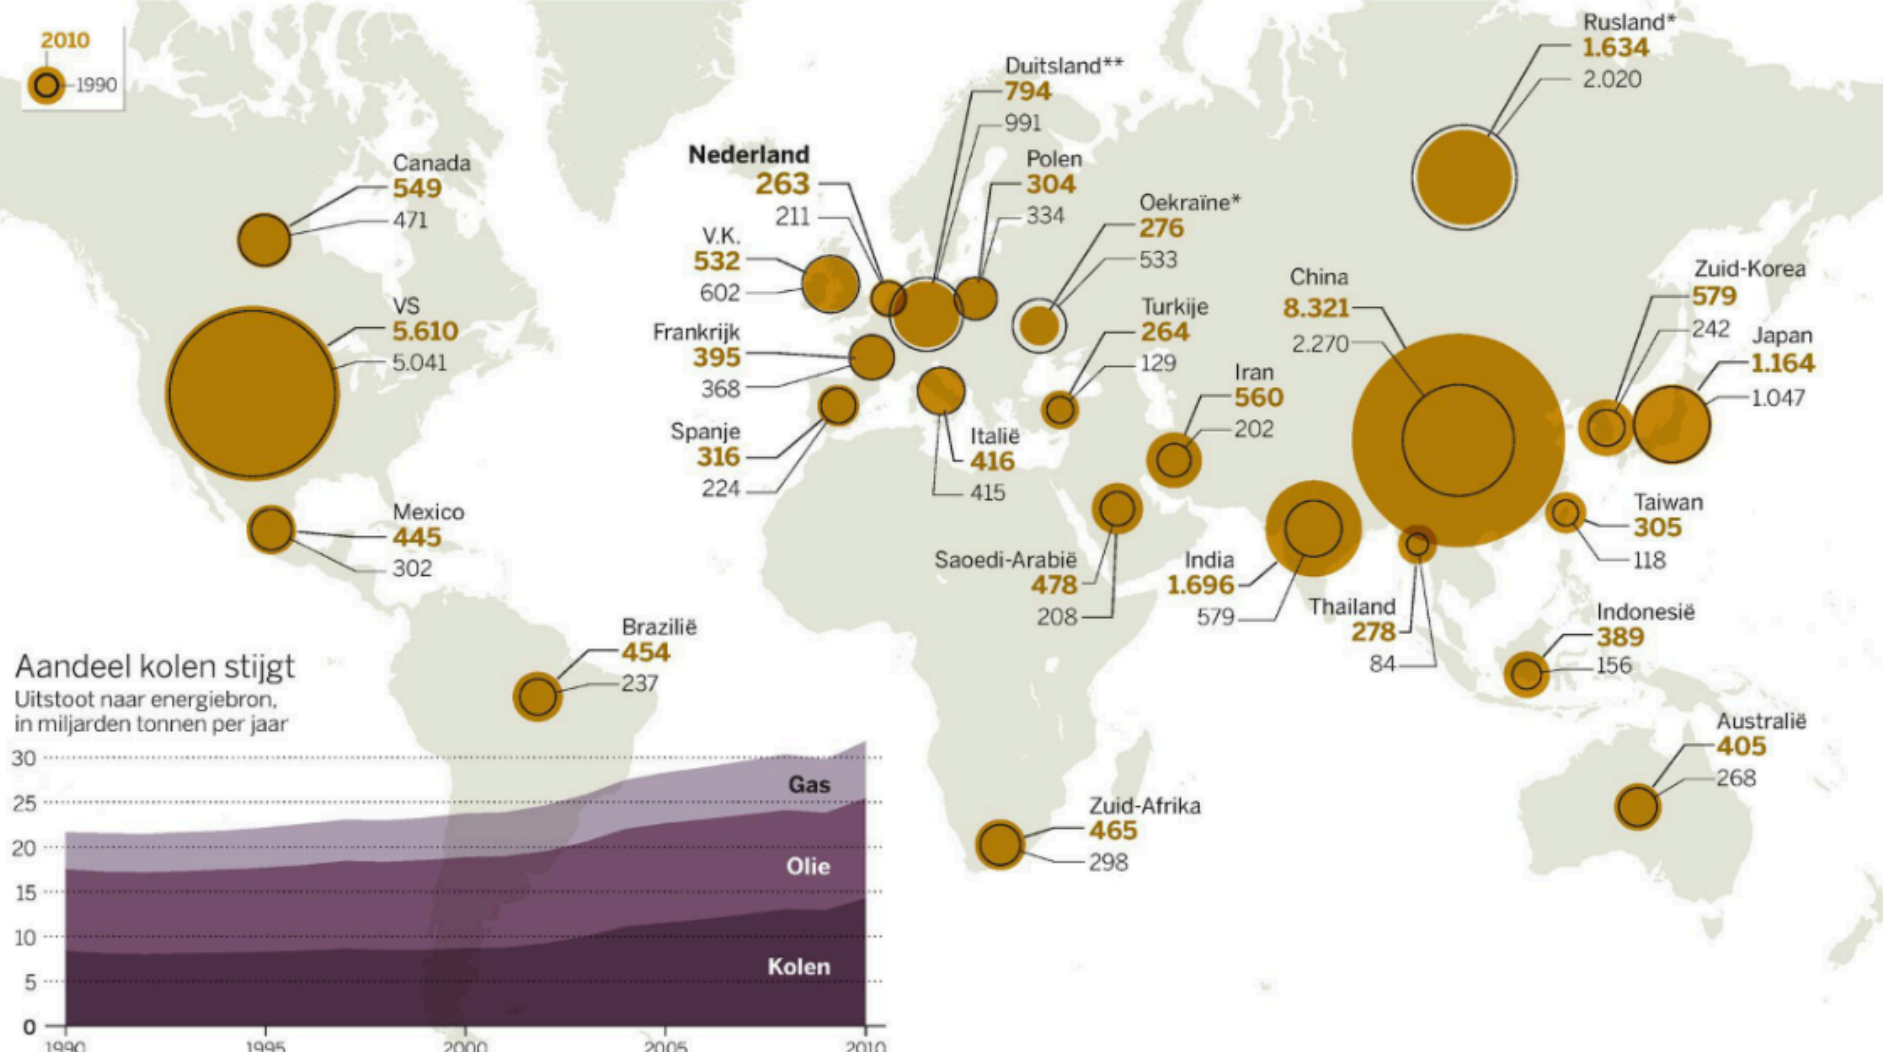 2010
1990
Canada
549
471
VS
5.610
5.041
Mexico
445
302
Brazilië
454
237
Nederland
263
211
V.K.
532
602
Frankrijk
395
368
Spanje
316
224
Duitsland**
794
991
Polen
304
334
Oekraïne*
276
533
Italië
416
415
Turkije
264
129
Iran
560
202
Saoedi-Arabië
478
208
Zuid-Afrika
465
298
Rusland*
1.634
2.020
China
8.321
2.270
India
1.696
579
Thailand
278
84
Zuid-Korea
579
242
Japan
1.164
1.047
Taiwan
305
118
Indonesië
389
156
Australië
405
268
Aandeel kolen stijgt
Uitstoot naar energiebron,
in miljarden tonnen per jaar
30
25
20
15
10
5
0
Gas
Olie
Kolen
1990 1995 2000 2005 2010